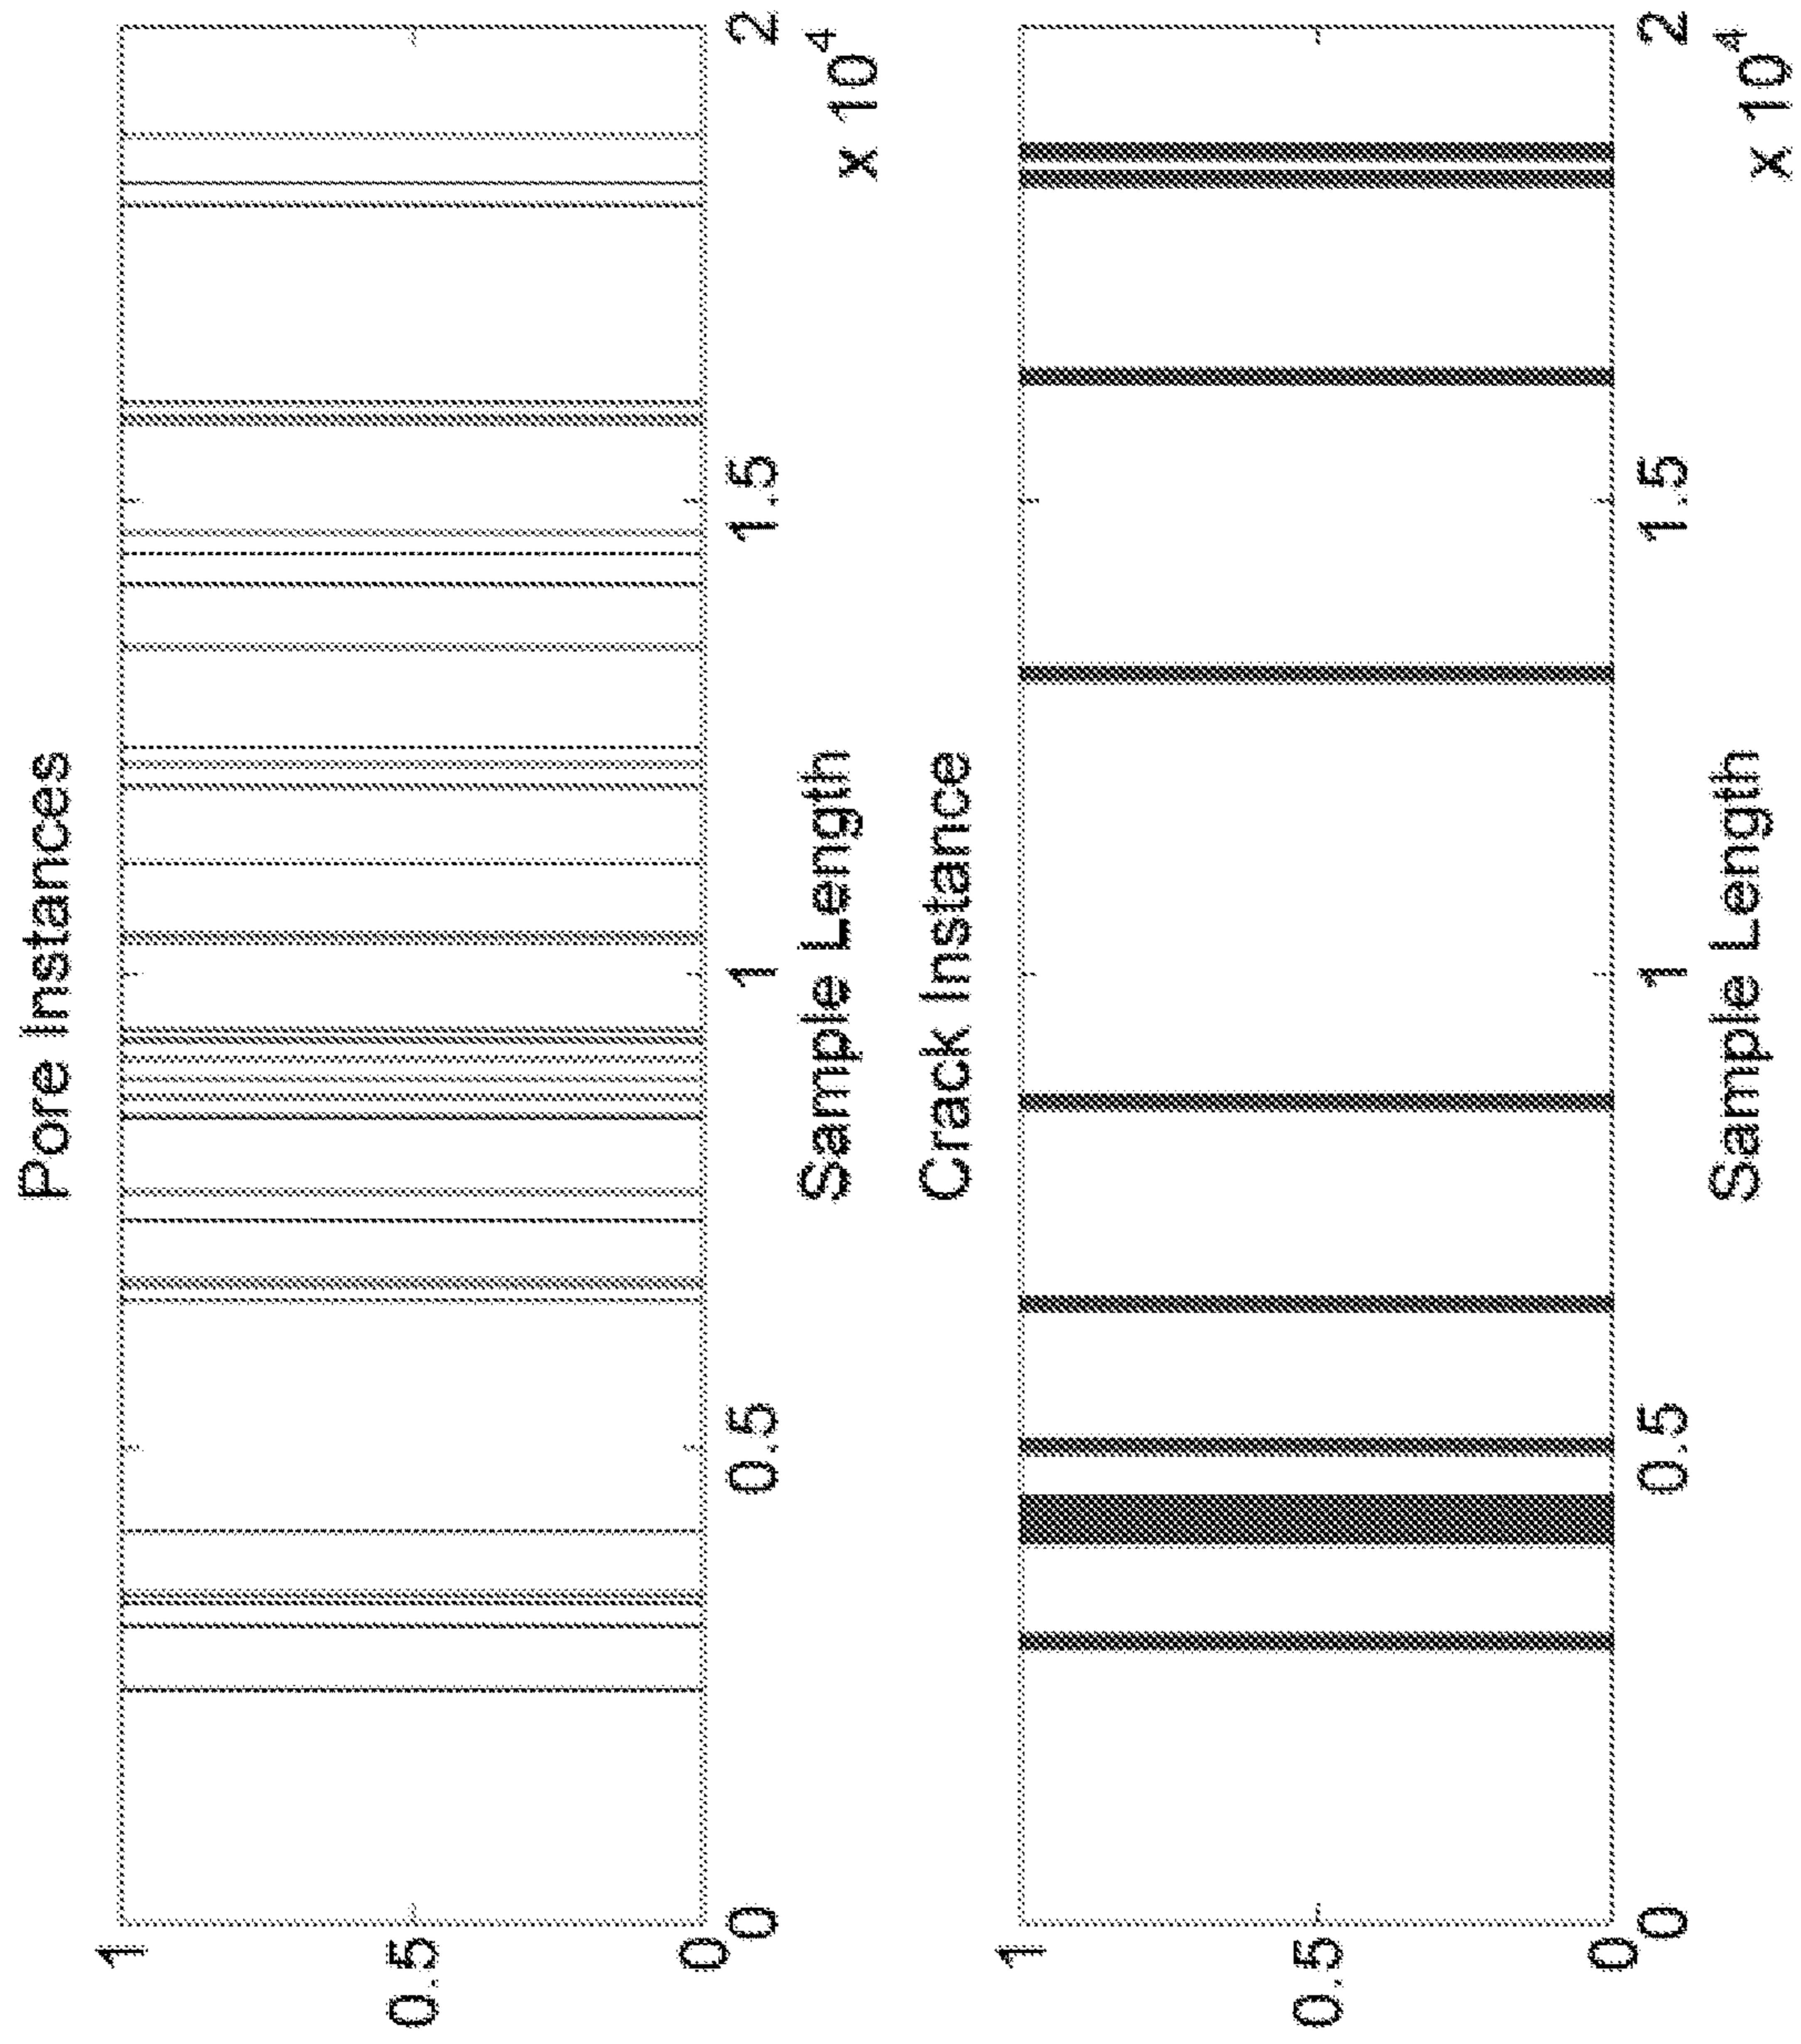 Pore Instances
1
0.5
0
0 0.5 1 1.5 2
x 10^4
Sample Length
Crack Instance
1
0.5
0
0 0.5 1 1.5 2
x 10^4
Sample Length